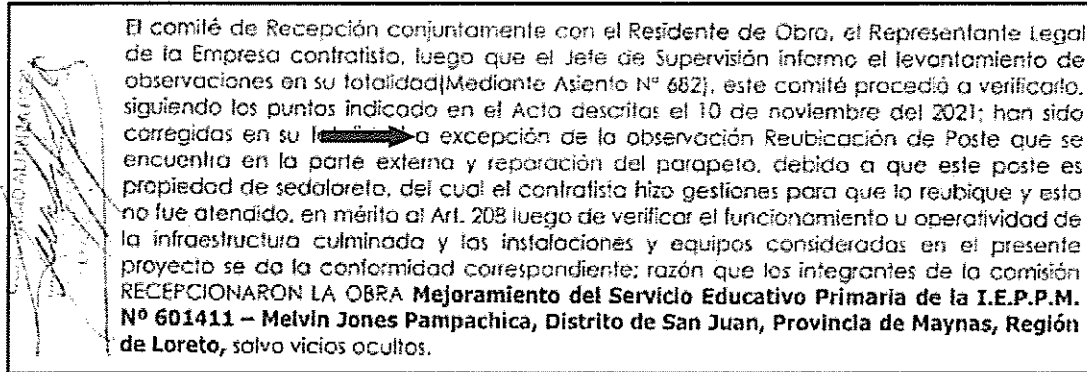 El comité de Recepción conjuntamente con el Residente de Obra, el Representante Legal
de la Empresa contratista, luego que el Jefe de Supervisión informo el levantamiento de
observaciones en su totalidad(Mediante Asiento N° 682), este comité procedió a verificarlo,
siguiendo los puntos indicado en el Acta descritas el 10 de noviembre del 2021; han sido
corregidas en su a excepción de la observación Reubicación de Poste que se
encuentra en la parte externa y reparación del parapeto, debido a que este poste es
propiedad de sedaloreto, del cual el contratista hizo gestiones para que lo reubique y esto
no fue atendido, en mérito al Art. 208 luego de verificar el funcionamiento u operatividad de
la infraestructura culminada y las instalaciones y equipos consideradas en el presente
proyecto se da la conformidad correspondiente; razón que los integrantes de la comisión
RECEPCIONARON LA OBRA Mejoramiento del Servicio Educativo Primaria de la I.E.P.P.M.
N° 601411 – Melvin Jones Pampachica, Distrito de San Juan, Provincia de Maynas, Región
de Loreto, salvo vicios ocultos.